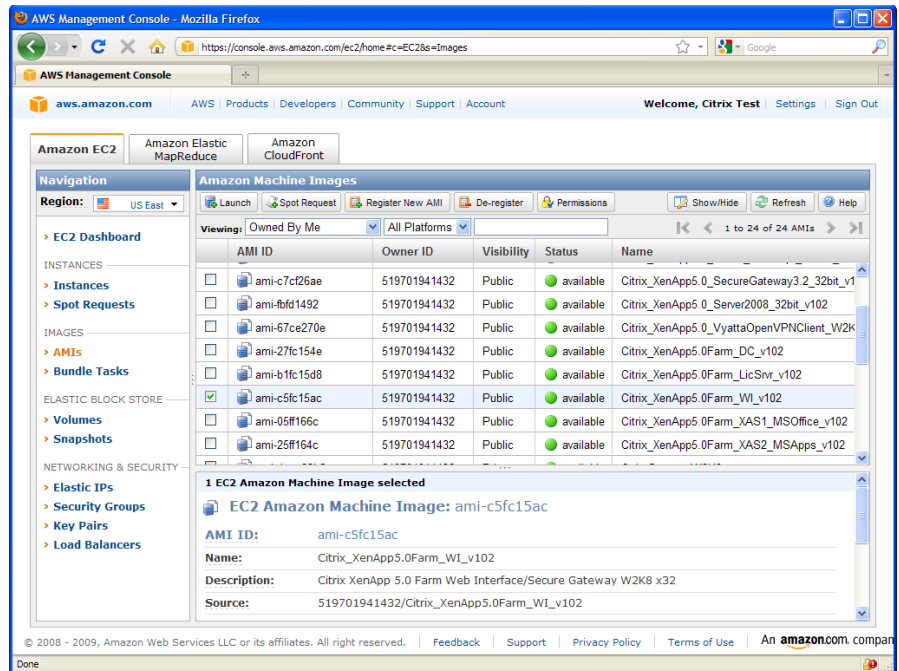 AWS Management Console - Mozilla Firefox
https://console.aws.amazon.com/ec2/home#c=EC2&s=Images
Google
AWS Management Console
aws.amazon.com AWS | Products | Developers | Community | Support | Account Welcome, Citrix Test | Settings | Sign Out
Amazon EC2
Amazon Elastic MapReduce
Amazon CloudFront
Navigation
Region: US East
> EC2 Dashboard
INSTANCES
> Instances
> Spot Requests
IMAGES
> AMIs
> Bundle Tasks
ELASTIC BLOCK STORE
> Volumes
> Snapshots
NETWORKING & SECURITY
> Elastic IPs
> Security Groups
> Key Pairs
> Load Balancers
Amazon Machine Images
Launch Spot Request Register New AMI De-register Permissions Show/Hide Refresh Help
Viewing: Owned By Me All Platforms 1 to 24 of 24 AMIs
AMI ID Owner ID Visibility Status Name
ami-c7cf26ae 519701941432 Public available Citrix_XenApp5.0_SecureGateway3.2_32bit_v1
ami-fbfd1492 519701941432 Public available Citrix_XenApp5.0_Server2008_32bit_v102
ami-67ce270e 519701941432 Public available Citrix_XenApp5.0_VyattaOpenVPNClient_W2K
ami-27fc154e 519701941432 Public available Citrix_XenApp5.0Farm_DC_v102
ami-b1fc15d8 519701941432 Public available Citrix_XenApp5.0Farm_LicSrvr_v102
ami-c5fc15ac 519701941432 Public available Citrix_XenApp5.0Farm_WI_v102
ami-05ff166c 519701941432 Public available Citrix_XenApp5.0Farm_XAS1_MSOffice_v102
ami-25ff164c 519701941432 Public available Citrix_XenApp5.0Farm_XAS2_MSApps_v102
1 EC2 Amazon Machine Image selected
EC2 Amazon Machine Image: ami-c5fc15ac
AMI ID: ami-c5fc15ac
Name: Citrix_XenApp5.0Farm_WI_v102
Description: Citrix XenApp 5.0 Farm Web Interface/Secure Gateway W2K8 x32
Source: 519701941432/Citrix_XenApp5.0Farm_WI_v102
© 2008 - 2009, Amazon Web Services LLC or its affiliates. All right reserved. | Feedback | Support | Privacy Policy | Terms of Use | An amazon.com. compan
Done